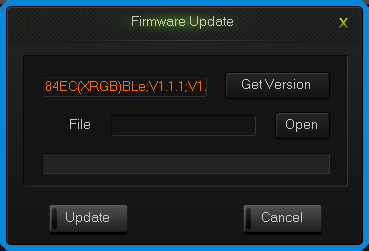 Firmware Update
X
84EC(XRGB)BLe;V1.1.1;V1.
Get Version
File
Open
Update
Cancel